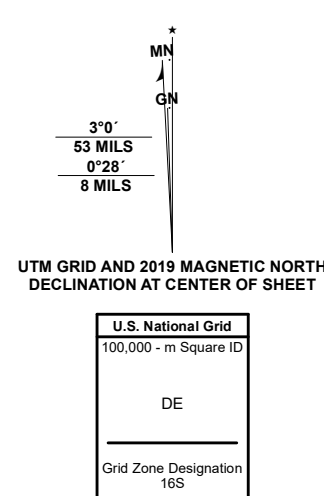 ★
MN
GN
3°0´
53 MILS
0°28´
8 MILS
UTM GRID AND 2019 MAGNETIC NORTH
DECLINATION AT CENTER OF SHEET
U.S. National Grid
100,000 - m Square ID
DE
Grid Zone Designation
16S